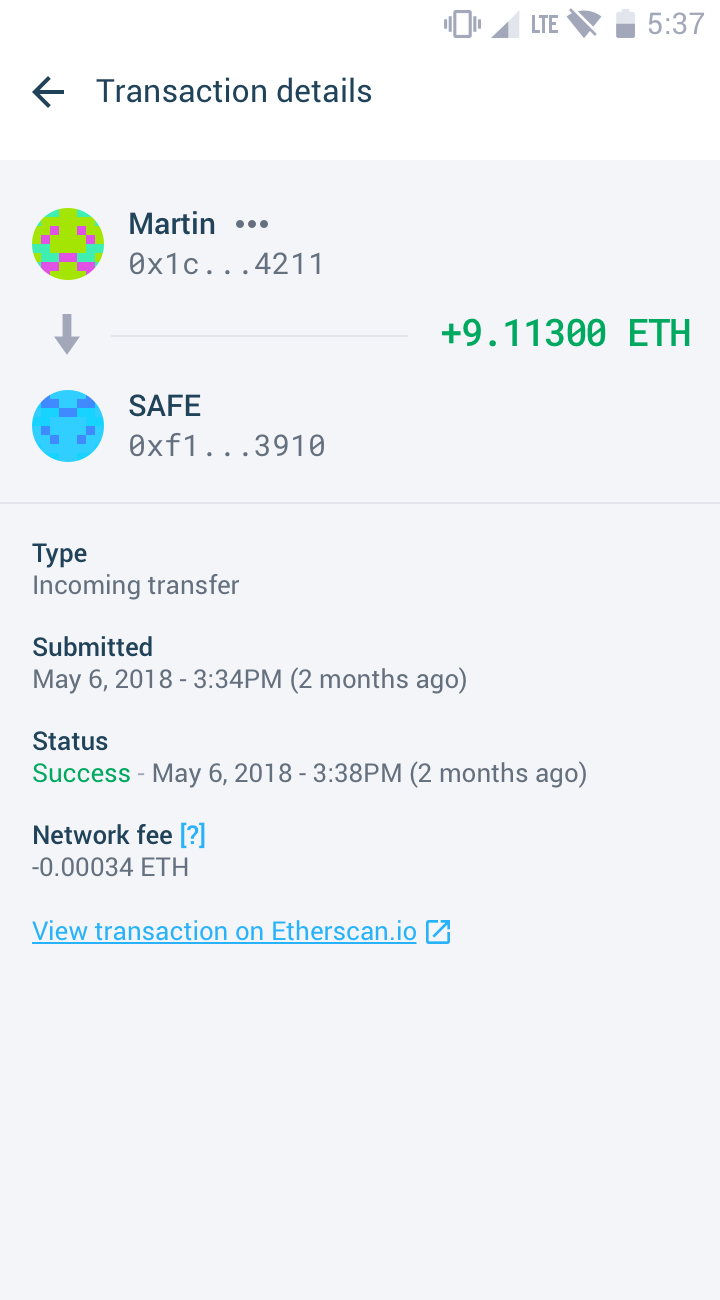 LTE 5:37
Transaction details
Martin •••
0x1c...4211
+9.11300 ETH
SAFE
0xf1...3910
Type
Incoming transfer
Submitted
May 6, 2018 - 3:34PM (2 months ago)
Status
Success - May 6, 2018 - 3:38PM (2 months ago)
Network fee [?]
-0.00034 ETH
View transaction on Etherscan.io